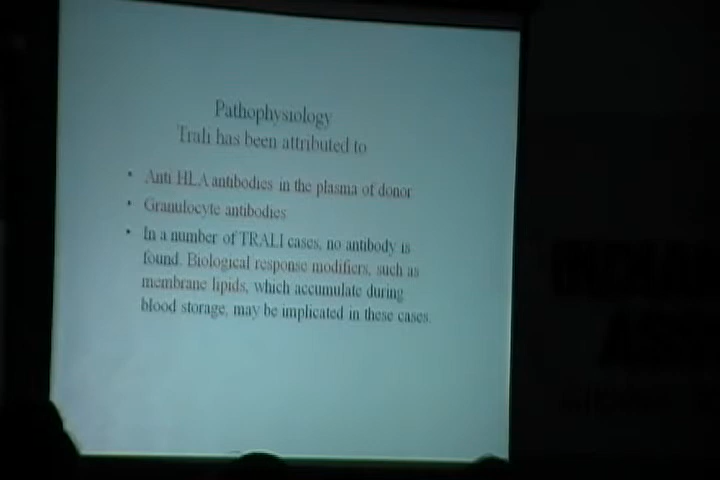 Pathophysiology
Trali has been attributed to
• Anti HLA antibodies in the plasma of donor
• Granulocyte antibodies
• In a number of TRALI cases, no antibody is
found. Biological response modifiers, such as
membrane lipids, which accumulate during
blood storage, may be implicated in these cases.